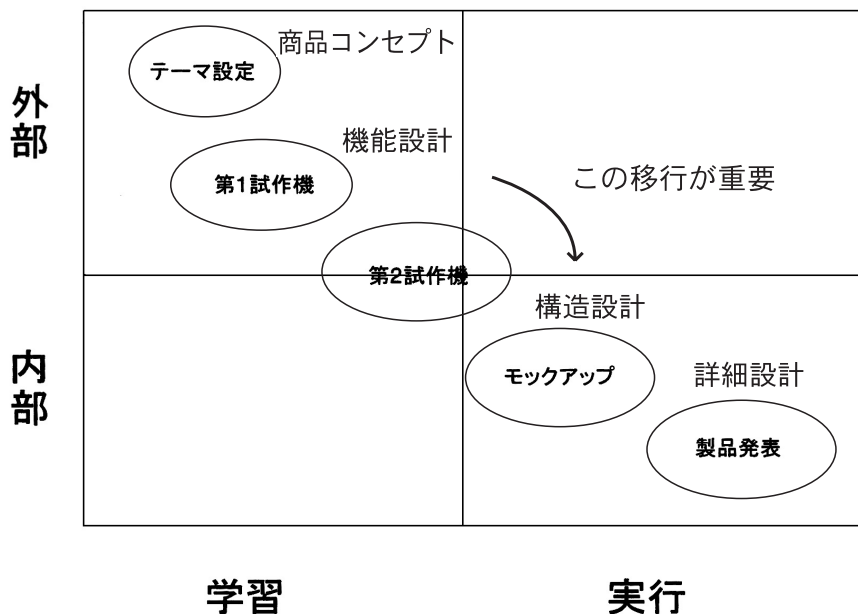 商品コンセプト
テーマ設定
外部
機能設計
第1試作機
この移行が重要
第2試作機
構造設計
内部
モックアップ
詳細設計
製品発表
学習
実行